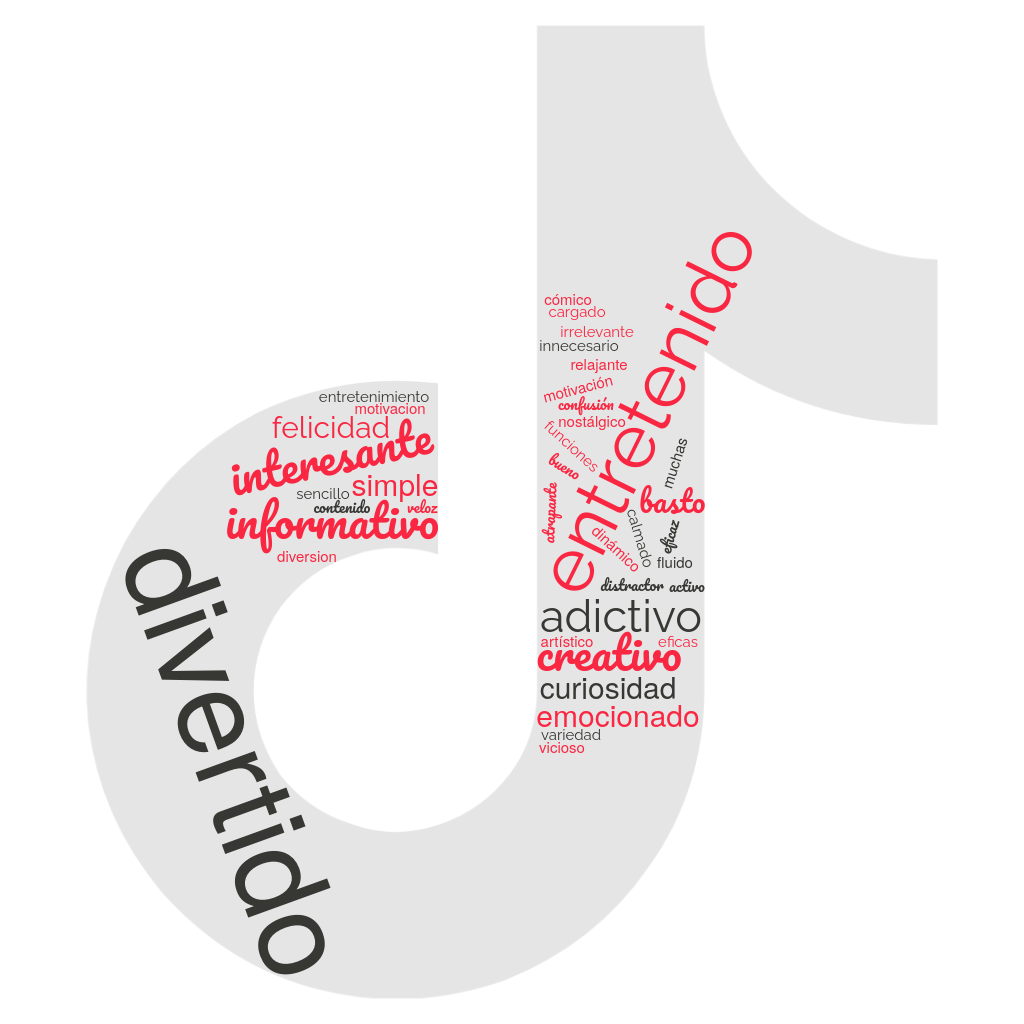 entretenimiento
motivacion
felicidad
interesante
simple
sencillo
contenido
veloz
informativo
diversion
divertido
cómico
cargado
irrelevante
innecesario
relajante
motivación
confusión
nostálgico
funciones
bueno
atrapante
entretenido
muchas
basto
calmado
eficaz
dinámico
fluido
distractor
activo
adictivo
artístico
eficas
creativo
curiosidad
emocionado
variedad
vicioso